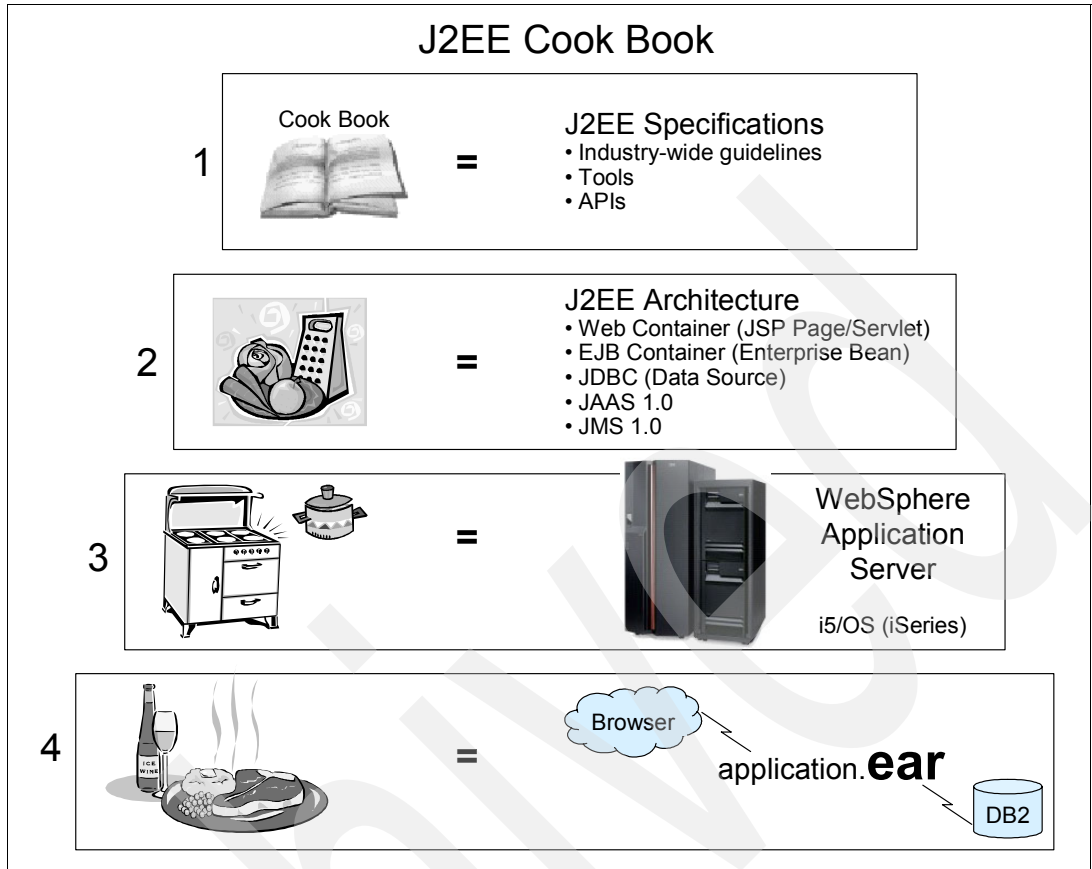 J2EE Cook Book
1
Cook Book
=
J2EE Specifications
• Industry-wide guidelines
• Tools
• APIs
2
=
J2EE Architecture
• Web Container (JSP Page/Servlet)
• EJB Container (Enterprise Bean)
• JDBC (Data Source)
• JAAS 1.0
• JMS 1.0
3
=
WebSphere
Application
Server
i5/OS (iSeries)
4
ICE
WINE
=
Browser
application.ear
DB2